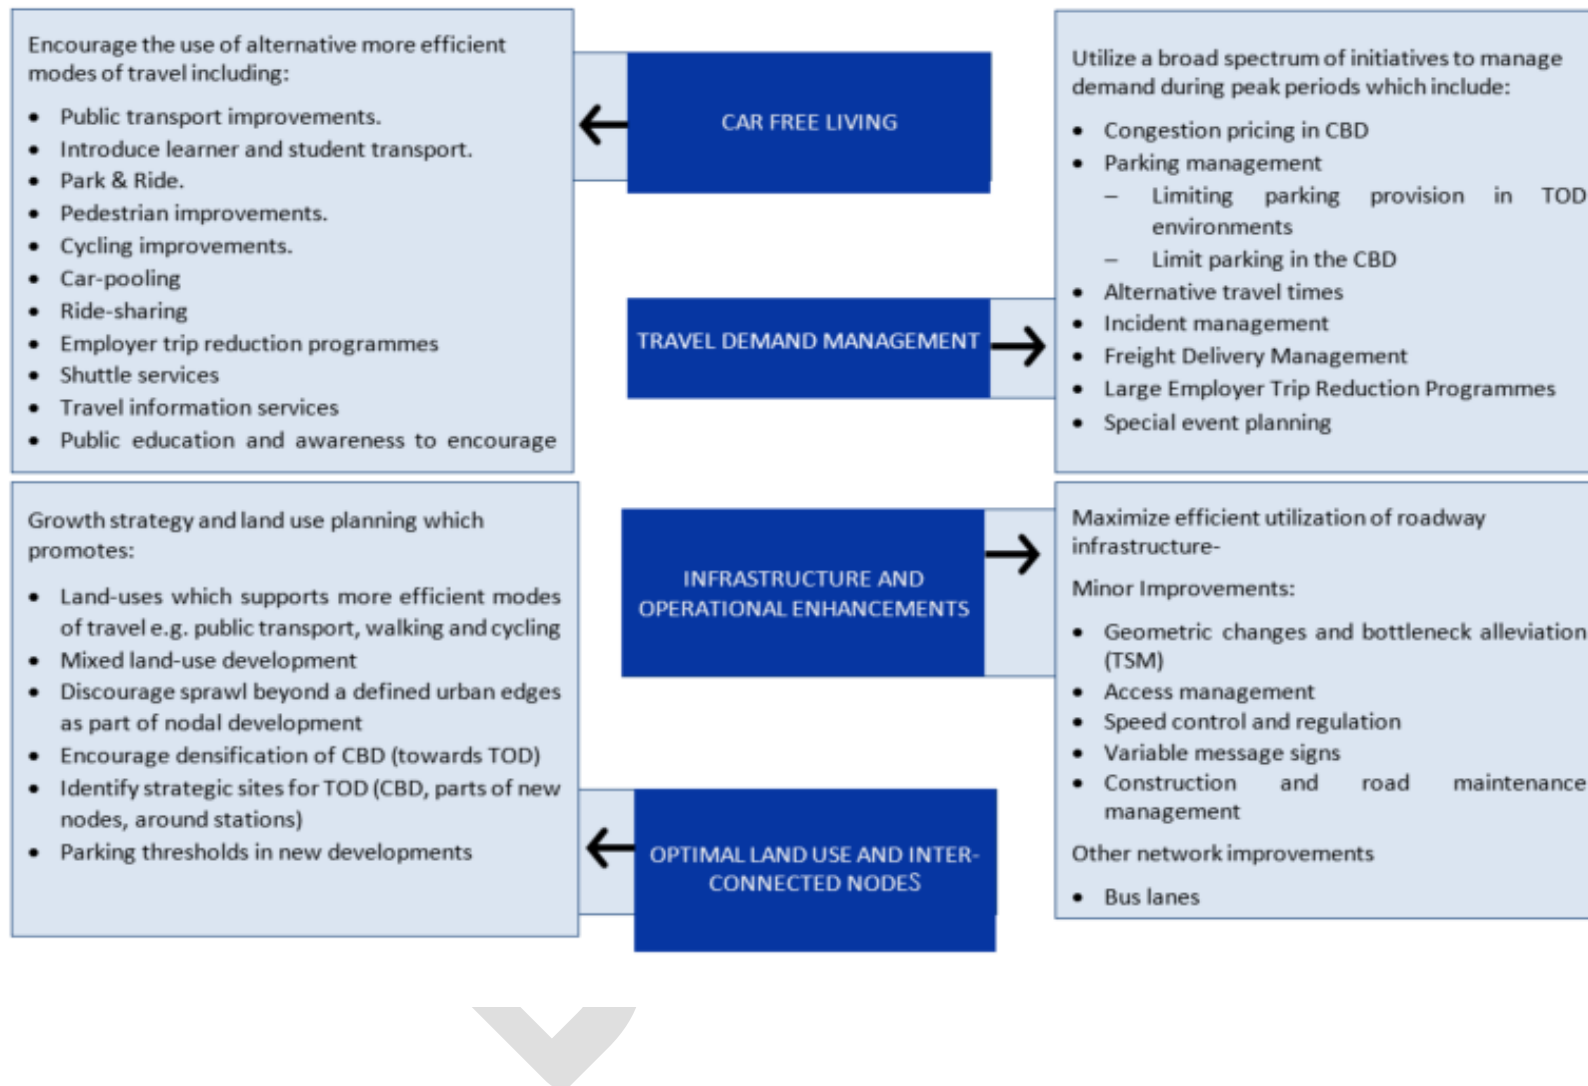 Encourage the use of alternative more efficient
modes of travel including:
• Public transport improvements.
• Introduce learner and student transport.
• Park & Ride.
• Pedestrian improvements.
• Cycling improvements.
• Car-pooling
• Ride-sharing
• Employer trip reduction programmes
• Shuttle services
• Travel information services
• Public education and awareness to encourage
CAR FREE LIVING
Utilize a broad spectrum of initiatives to manage
demand during peak periods which include:
• Congestion pricing in CBD
• Parking management
– Limiting parking provision in TOD
environments
– Limit parking in the CBD
• Alternative travel times
• Incident management
• Freight Delivery Management
• Large Employer Trip Reduction Programmes
• Special event planning
TRAVEL DEMAND MANAGEMENT
Growth strategy and land use planning which
promotes:
• Land-uses which supports more efficient modes
of travel e.g. public transport, walking and cycling
• Mixed land-use development
• Discourage sprawl beyond a defined urban edges
as part of nodal development
• Encourage densification of CBD (towards TOD)
• Identify strategic sites for TOD (CBD, parts of new
nodes, around stations)
• Parking thresholds in new developments
INFRASTRUCTURE AND
OPERATIONAL ENHANCEMENTS
Maximize efficient utilization of roadway
infrastructure-
Minor Improvements:
• Geometric changes and bottleneck alleviation
(TSM)
• Access management
• Speed control and regulation
• Variable message signs
• Construction and road maintenance
management
Other network improvements
• Bus lanes
OPTIMAL LAND USE AND INTER-
CONNECTED NODES